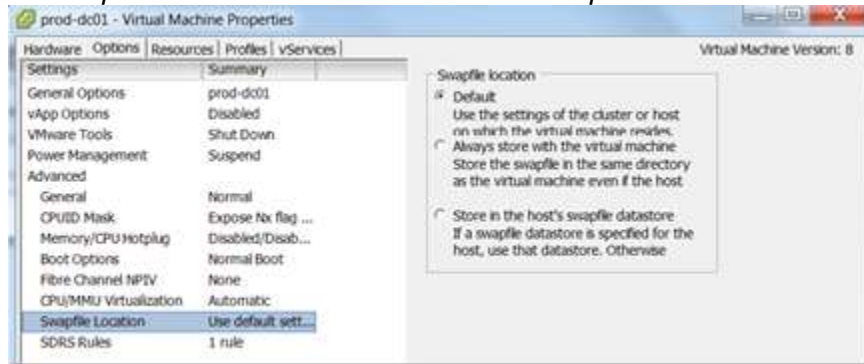 prod-dc01 - Virtual Machine Properties
Hardware Options Resources Profiles vServices Virtual Machine Version: 8
Settings Summary
General Options prod-dc01
vApp Options Disabled
VMware Tools Shut Down
Power Management Suspend
Advanced
General Normal
CPUID Mask Expose Nx flag ...
Memory/CPU Hotplug Disabled/Disab...
Boot Options Normal Boot
Fibre Channel NPIV None
CPU/MMU Virtualization Automatic
Swapfile Location Use default sett...
SDRS Rules 1 rule
Swapfile location
Default
Use the settings of the cluster or host
on which the virtual machine resides.
Always store with the virtual machine
Store the swapfile in the same directory
as the virtual machine even if the host
Store in the host's swapfile datastore
If a swapfile datastore is specified for the
host, use that datastore. Otherwise